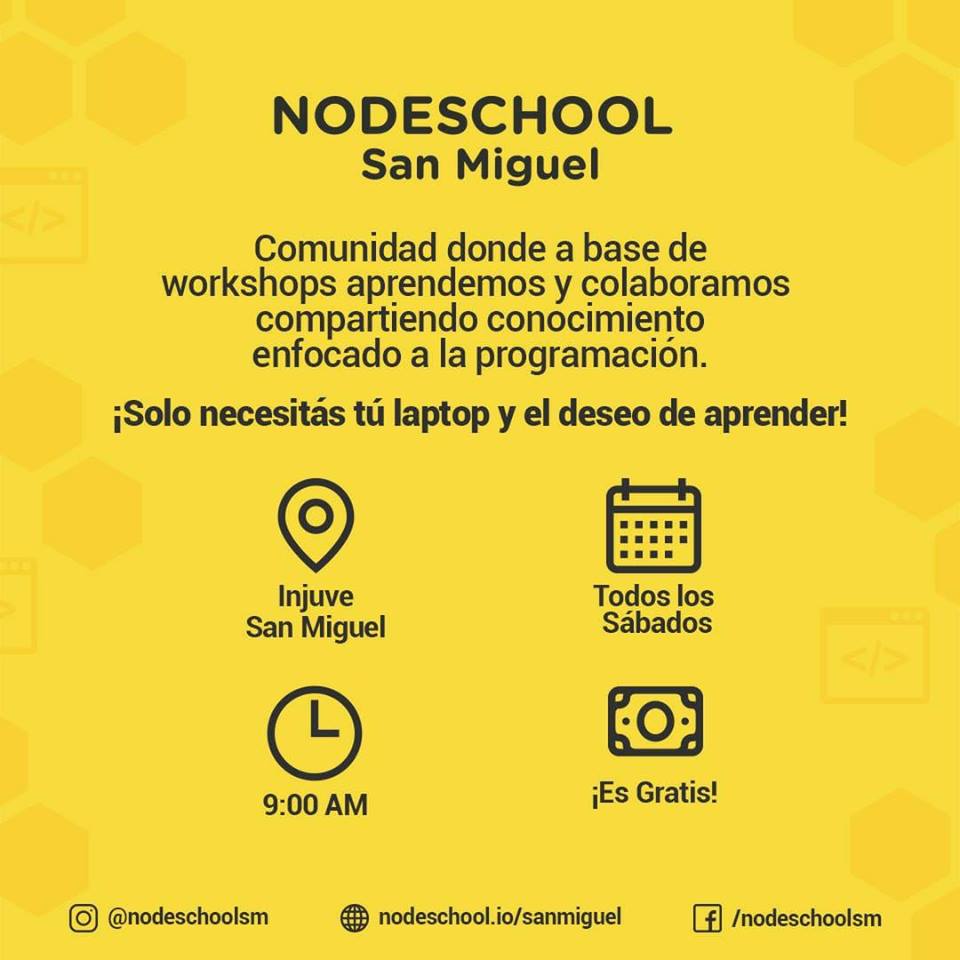 NODESCHOOL
San Miguel
Comunidad donde a base de
workshops aprendemos y colaboramos
compartiendo conocimiento
enfocado a la programación.
¡Solo necesitás tú laptop y el deseo de aprender!
Injuve
San Miguel
Todos los
Sábados
9:00 AM
¡Es Gratis!
@nodeschoolsm
nodeschool.io/sanmiguel
/nodeschoolsm